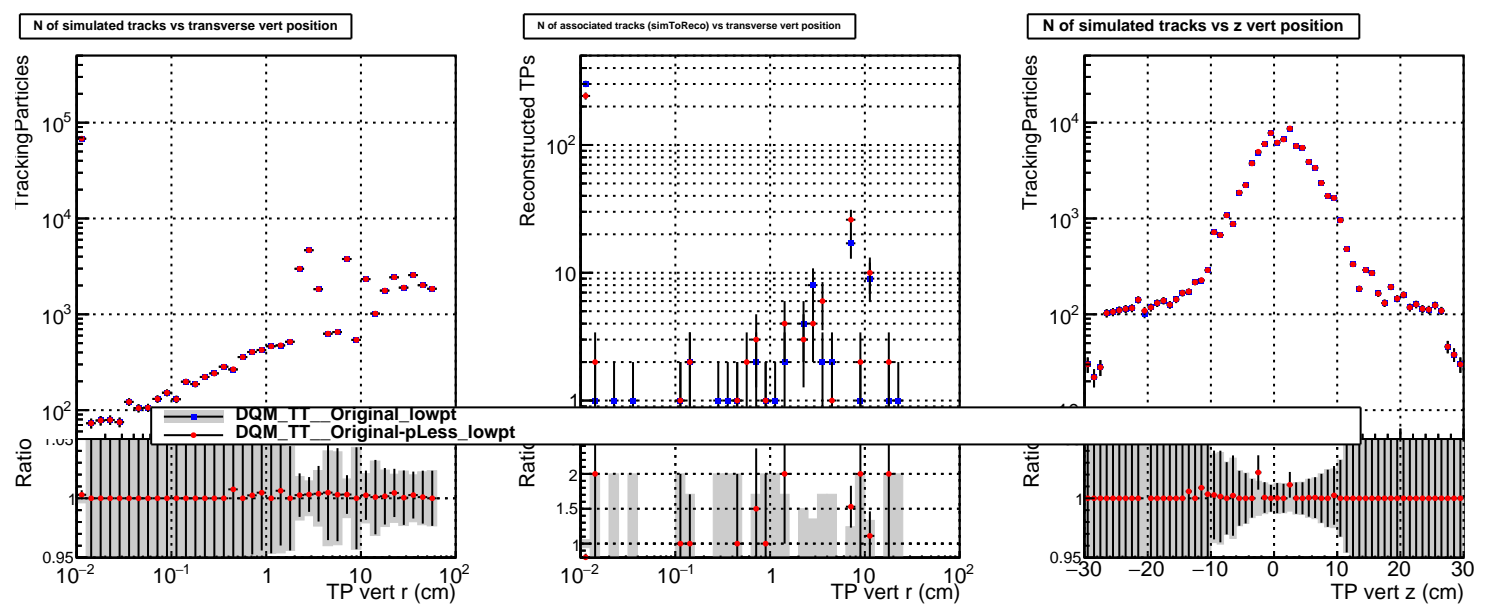 N of simulated tracks vs transverse vert position
TrackingParticles
10^5
10^4
10^3
10^2
Ratio
1
0.95
10^−2
10^−1
1
10
10^2
TP vert r (cm)
N of associated tracks (simToReco) vs transverse vert position
Reconstructed TPs
10^2
10
1
Ratio
2
1.5
1
10^−2
10^−1
1
10
10^2
TP vert r (cm)
N of simulated tracks vs z vert position
TrackingParticles
10^4
10^3
10^2
10
Ratio
1
0.95
−30
−20
−10
0
10
20
30
TP vert z (cm)
DQM_TT__Original_lowpt
DQM_TT__Original-pLess_lowpt